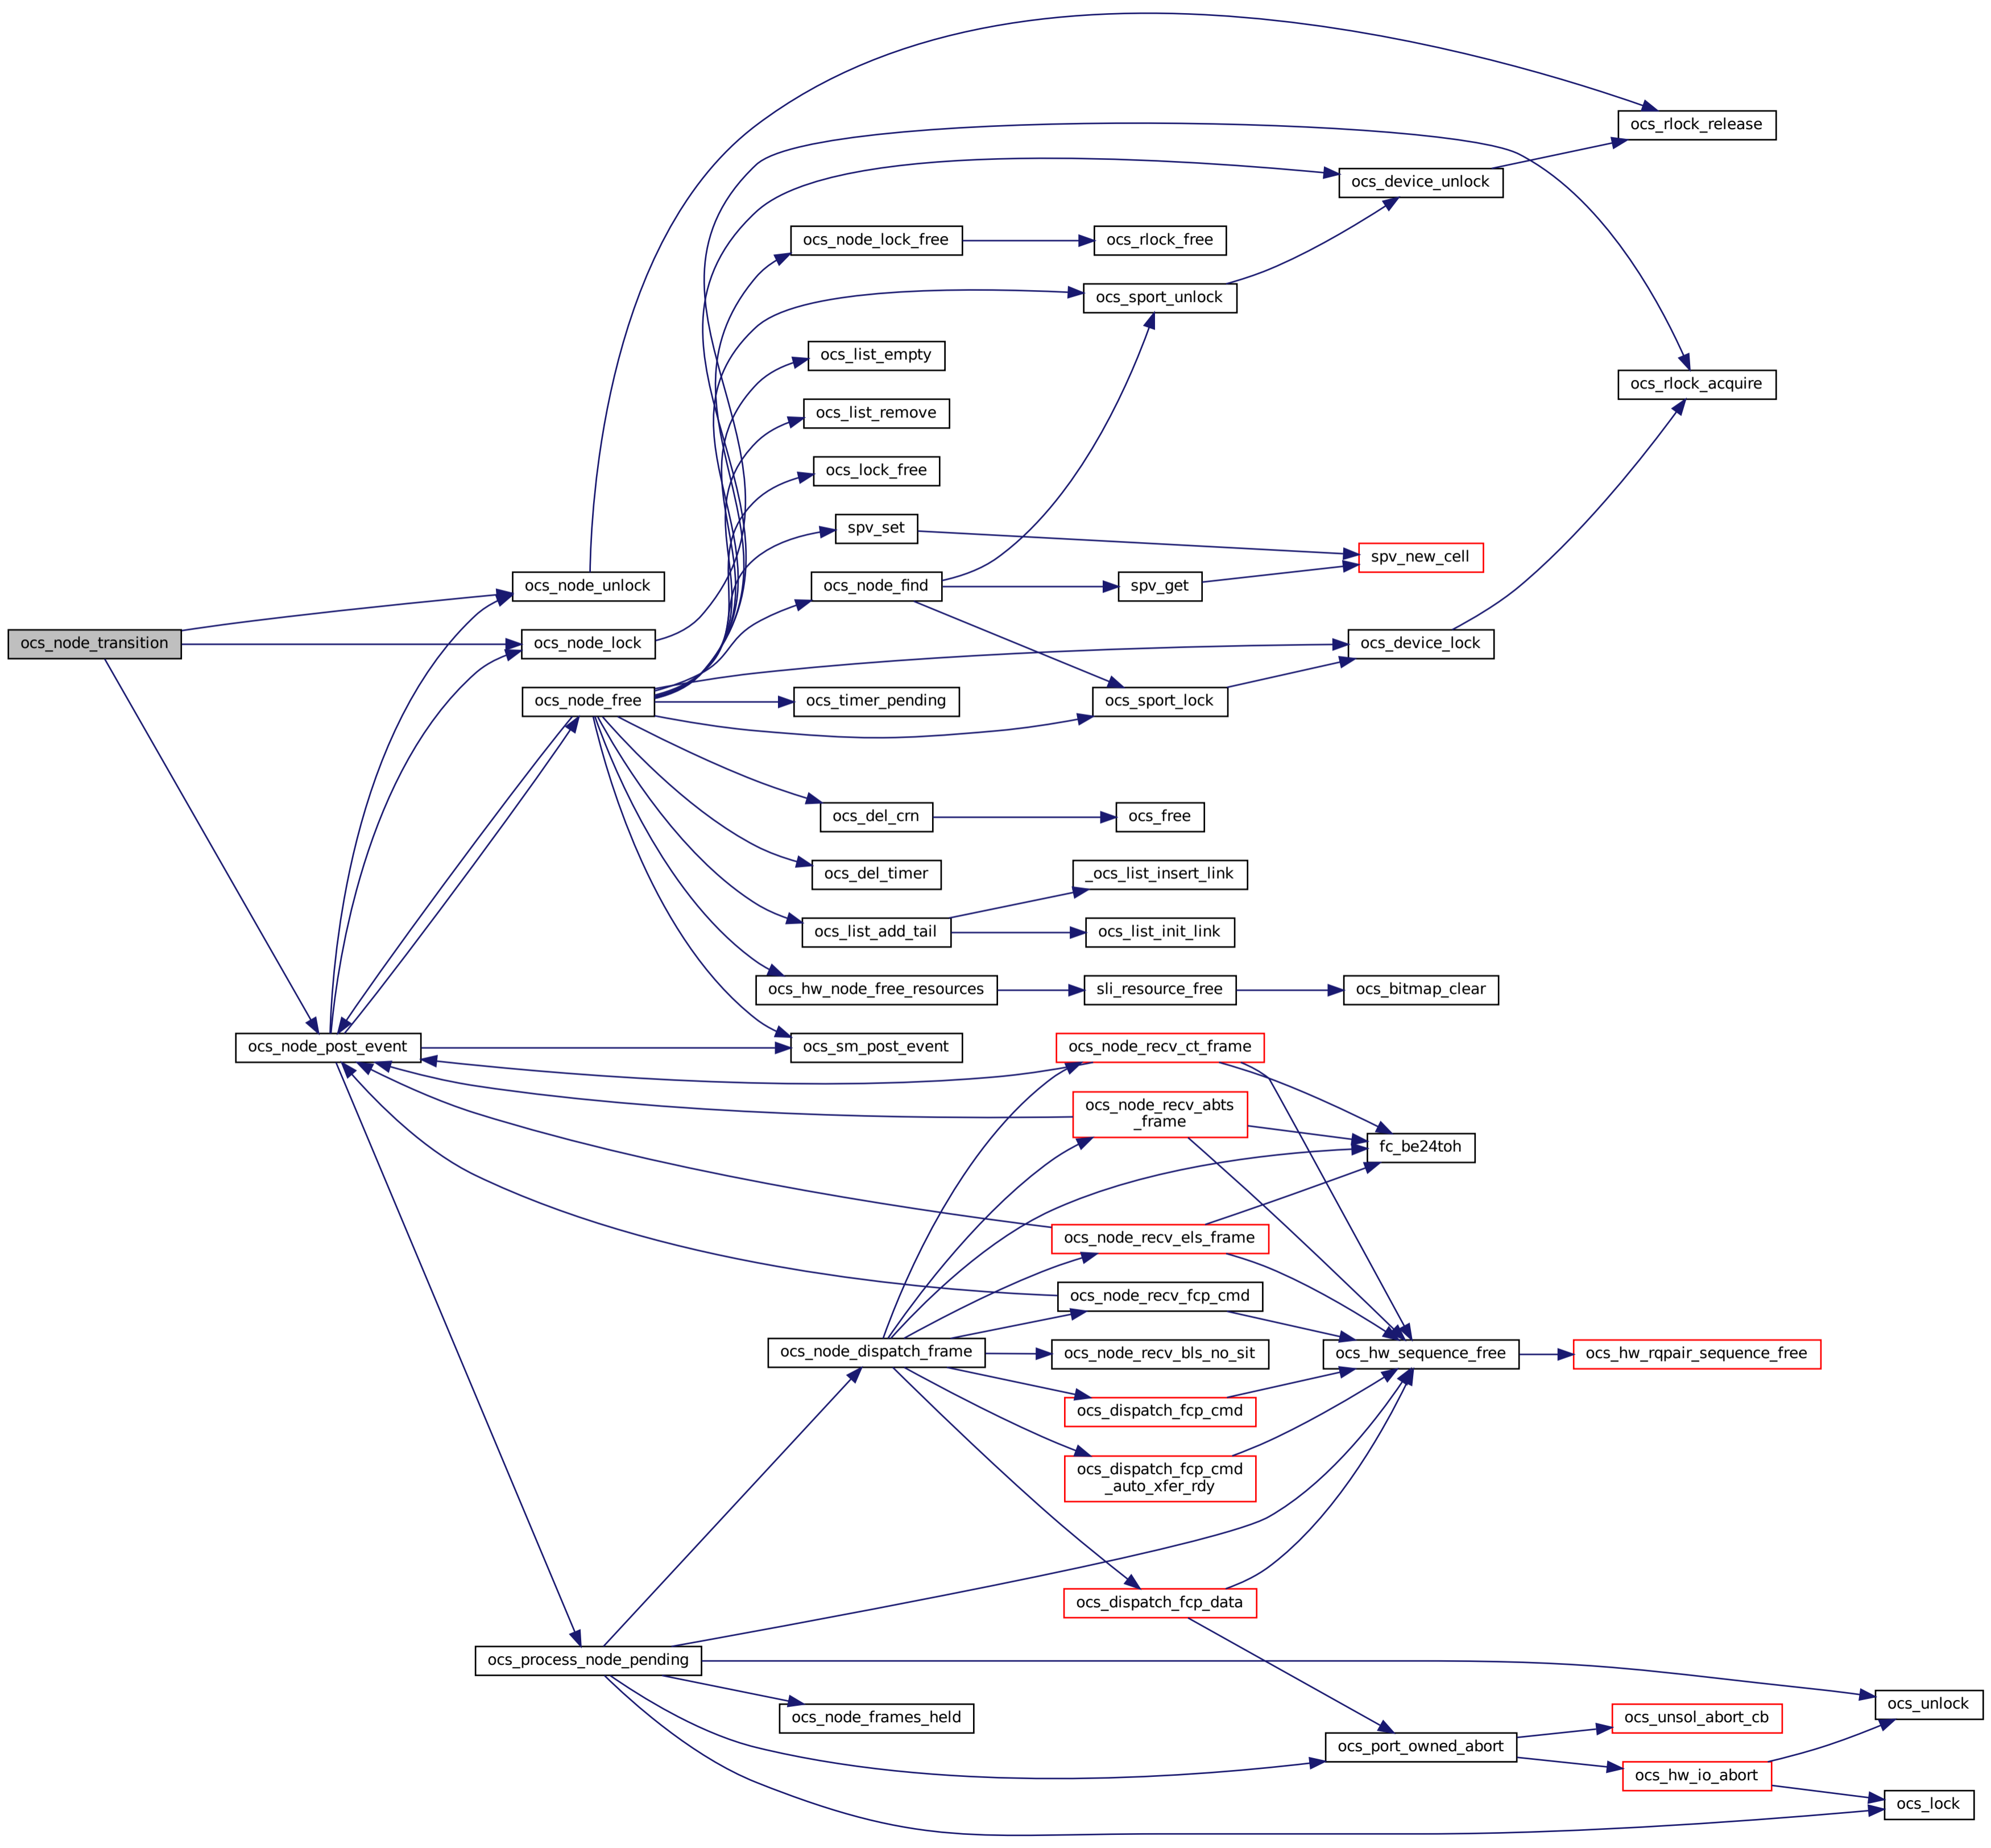 ocs_rlock_release
ocs_device_unlock
ocs_node_lock_free
ocs_rlock_free
ocs_sport_unlock
ocs_list_empty
ocs_rlock_acquire
ocs_list_remove
ocs_lock_free
spv_set
spv_new_cell
ocs_node_unlock
ocs_node_find
spv_get
ocs_node_transition
ocs_node_lock
ocs_device_lock
ocs_node_free
ocs_timer_pending
ocs_sport_lock
ocs_del_crn
ocs_free
ocs_del_timer
_ocs_list_insert_link
ocs_list_add_tail
ocs_list_init_link
ocs_hw_node_free_resources
sli_resource_free
ocs_bitmap_clear
ocs_node_post_event
ocs_sm_post_event
ocs_node_recv_ct_frame
ocs_node_recv_abts
_frame
fc_be24toh
ocs_node_recv_els_frame
ocs_node_recv_fcp_cmd
ocs_node_dispatch_frame
ocs_node_recv_bls_no_sit
ocs_hw_sequence_free
ocs_hw_rqpair_sequence_free
ocs_dispatch_fcp_cmd
ocs_dispatch_fcp_cmd
_auto_xfer_rdy
ocs_dispatch_fcp_data
ocs_process_node_pending
ocs_node_frames_held
ocs_unlock
ocs_unsol_abort_cb
ocs_port_owned_abort
ocs_hw_io_abort
ocs_lock